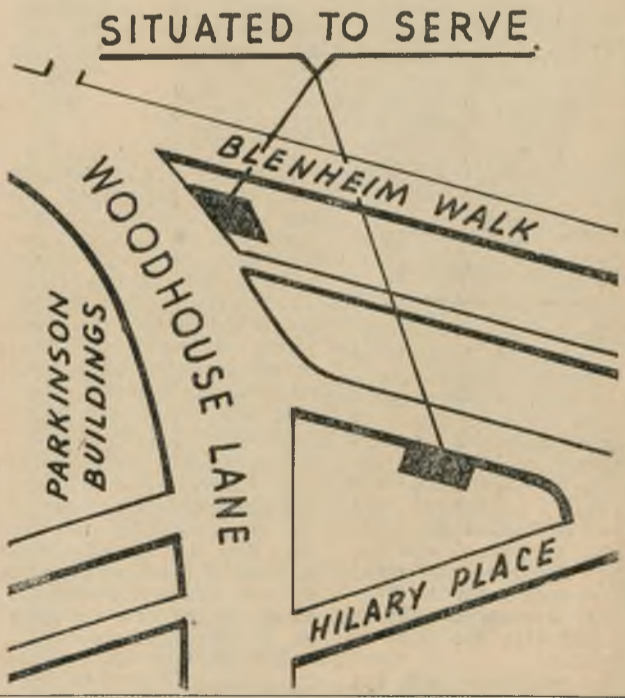 SITUATED TO SERVE.
BLENHEIM WALK
WOODHOUSE LANE
PARKINSON
BUILDINGS
HILARY PLACE